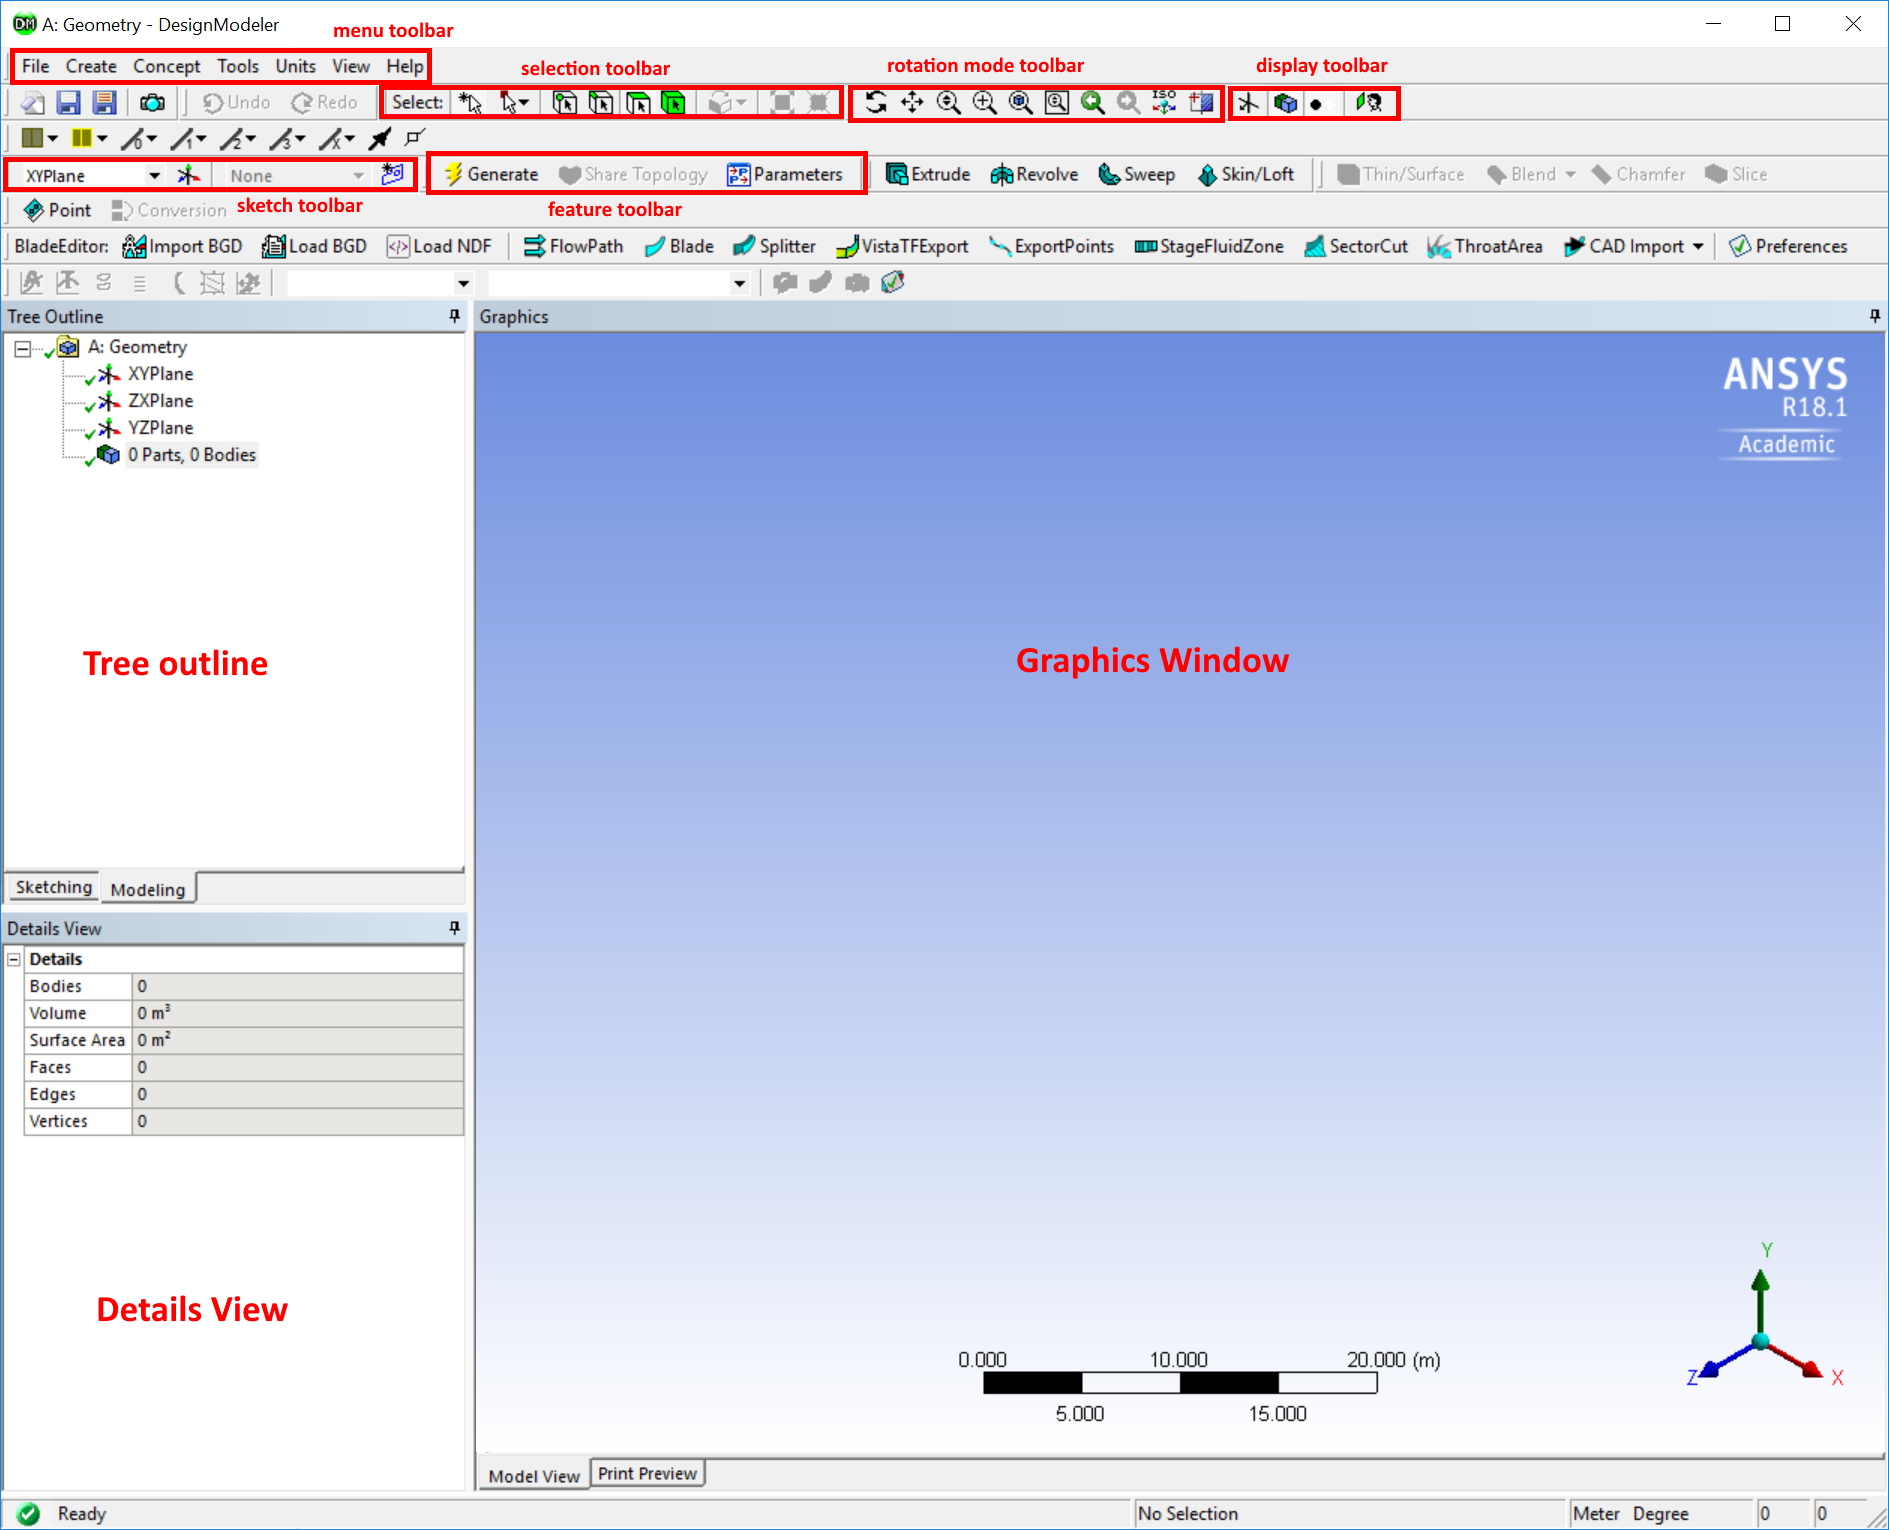 A: Geometry - DesignModeler
menu toolbar
File Create Concept Tools Units View Help
selection toolbar
rotation mode toolbar
display toolbar
Undo Redo Select: ISO
XYPlane None Generate Share Topology Parameters Extrude Revolve Sweep Skin/Loft Thin/Surface Blend Chamfer Slice
Point Conversion sketch toolbar feature toolbar
BladeEditor: Import BGD Load BGD Load NDF FlowPath Blade Splitter VistaTFExport ExportPoints StageFluidZone SectorCut ThroatArea CAD Import Preferences
Tree Outline
A: Geometry
XYPlane
ZXPlane
YZPlane
0 Parts, 0 Bodies
Tree outline
Sketching Modeling
Details View
Details
Bodies 0
Volume 0 m³
Surface Area 0 m²
Faces 0
Edges 0
Vertices 0
Details View
Graphics
ANSYS
R18.1
Academic
Graphics Window
0.000 10.000 20.000 (m)
5.000 15.000
Y
Z X
Model View Print Preview
Ready No Selection Meter Degree 0 0